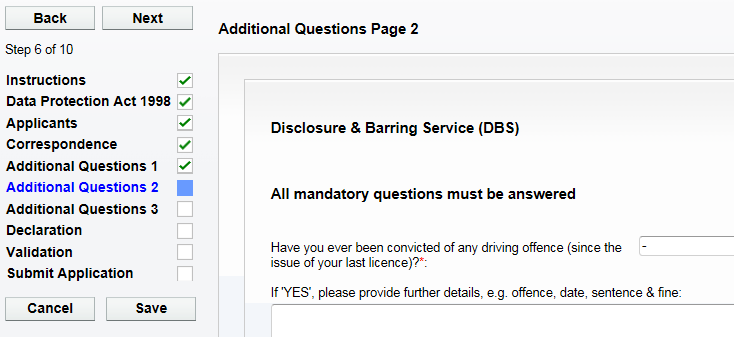 Back
Next
Step 6 of 10
Instructions
Data Protection Act 1998
Applicants
Correspondence
Additional Questions 1
Additional Questions 2
Additional Questions 3
Declaration
Validation
Submit Application
Cancel
Save
Additional Questions Page 2
Disclosure & Barring Service (DBS)
All mandatory questions must be answered
Have you ever been convicted of any driving offence (since the
issue of your last licence)?*:
-
If 'YES', please provide further details, e.g. offence, date, sentence & fine: